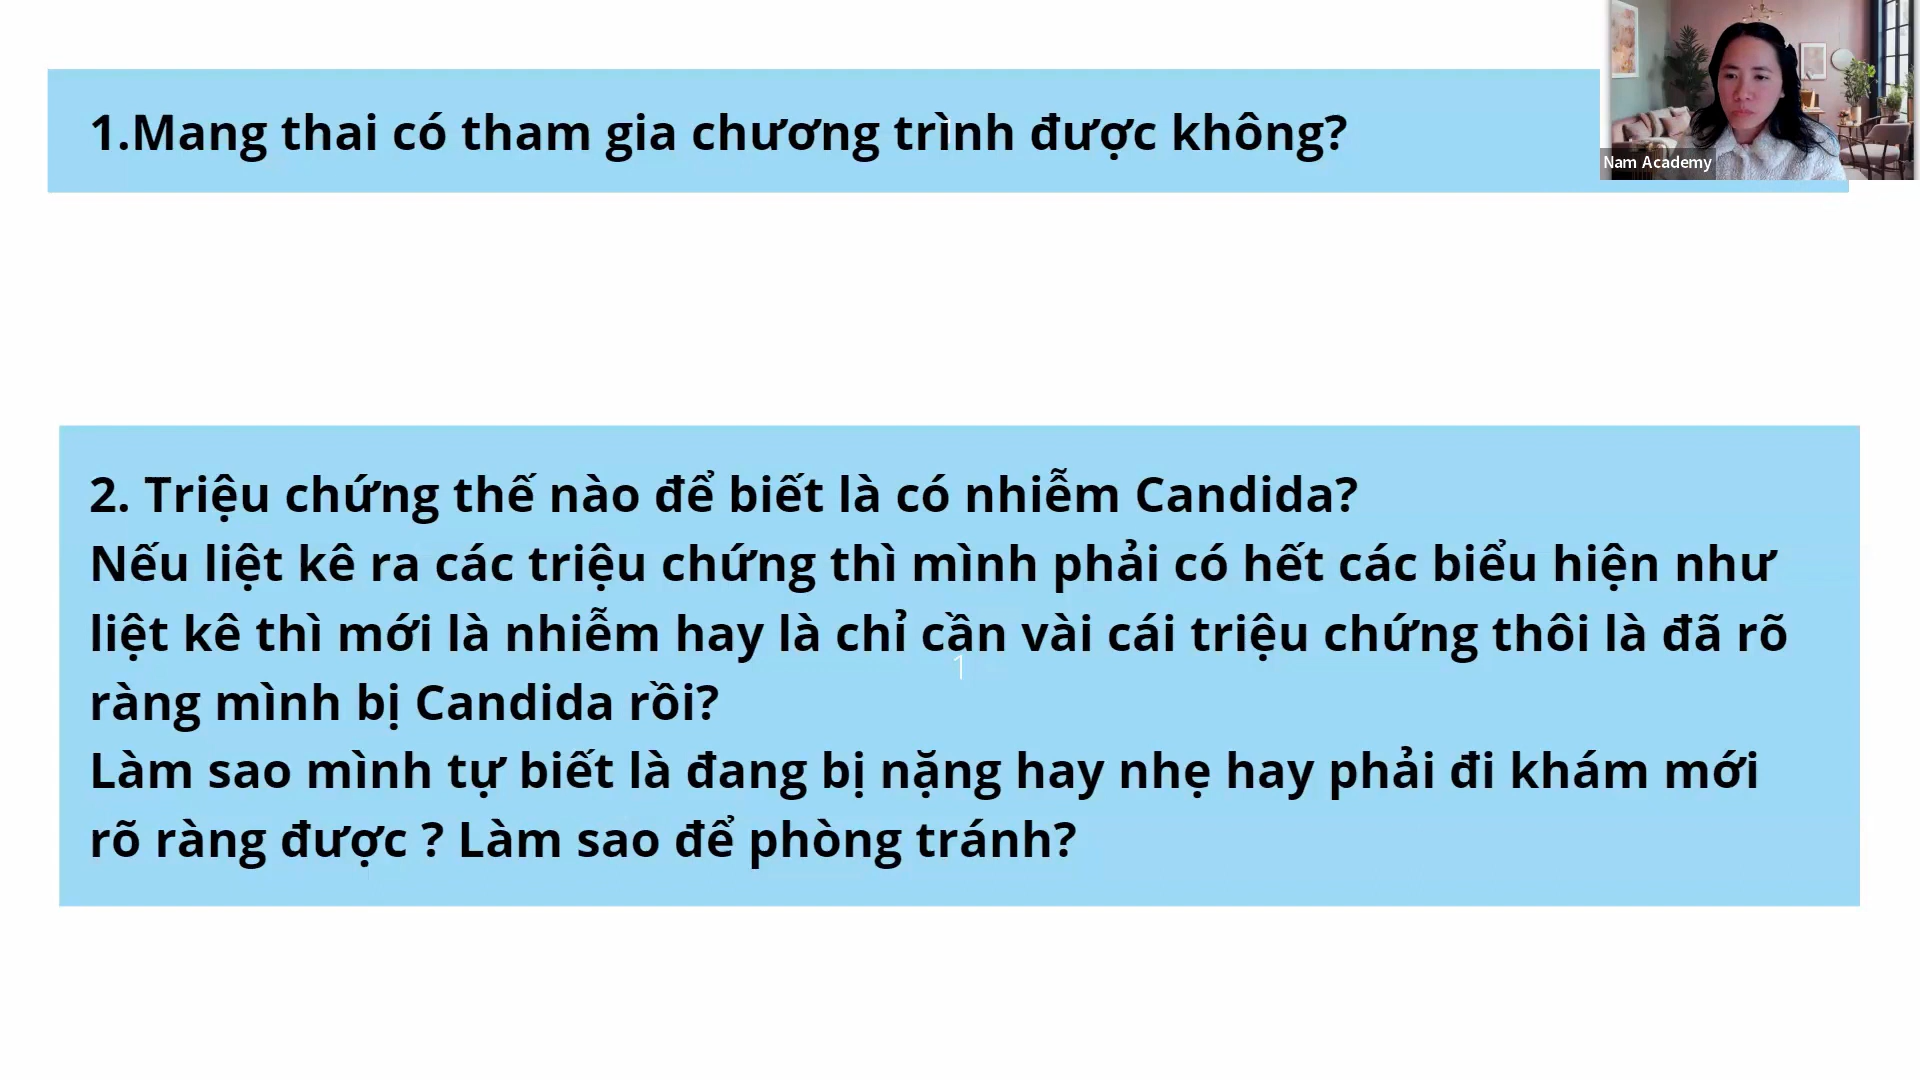 1.Mang thai có tham gia chương trình được không?
Nam Academy
2. Triệu chứng thế nào để biết là có nhiễm Candida?
Nếu liệt kê ra các triệu chứng thì mình phải có hết các biểu hiện như
liệt kê thì mới là nhiễm hay là chỉ cần vài cái triệu chứng thôi là đã rõ
1
ràng mình bị Candida rồi?
Làm sao mình tự biết là đang bị nặng hay nhẹ hay phải đi khám mới
rõ ràng được ? Làm sao để phòng tránh?